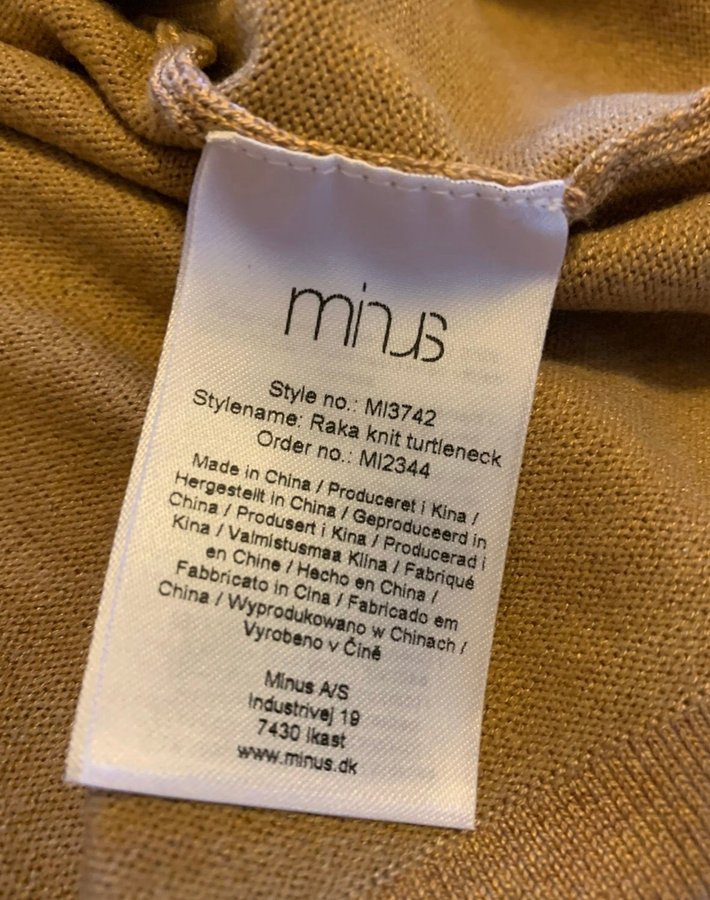 minus
Style no.: MI3742
Stylename: Raka knit turtleneck
Order no.: MI2344
Made in China / Produceret i Kina /
Hergestellt in China / Geproduceerd in
China / Produsert i Kina / Producerad i
Kina / Valmistusmaa Kiina / Fabriqué
en Chine / Hecho en China /
Fabbricato in Cina / Fabricado em
China / Wyprodukowano w Chinach /
Vyrobeno v Číně
Minus A/S
Industrivej 19
7430 Ikast
www.minus.dk